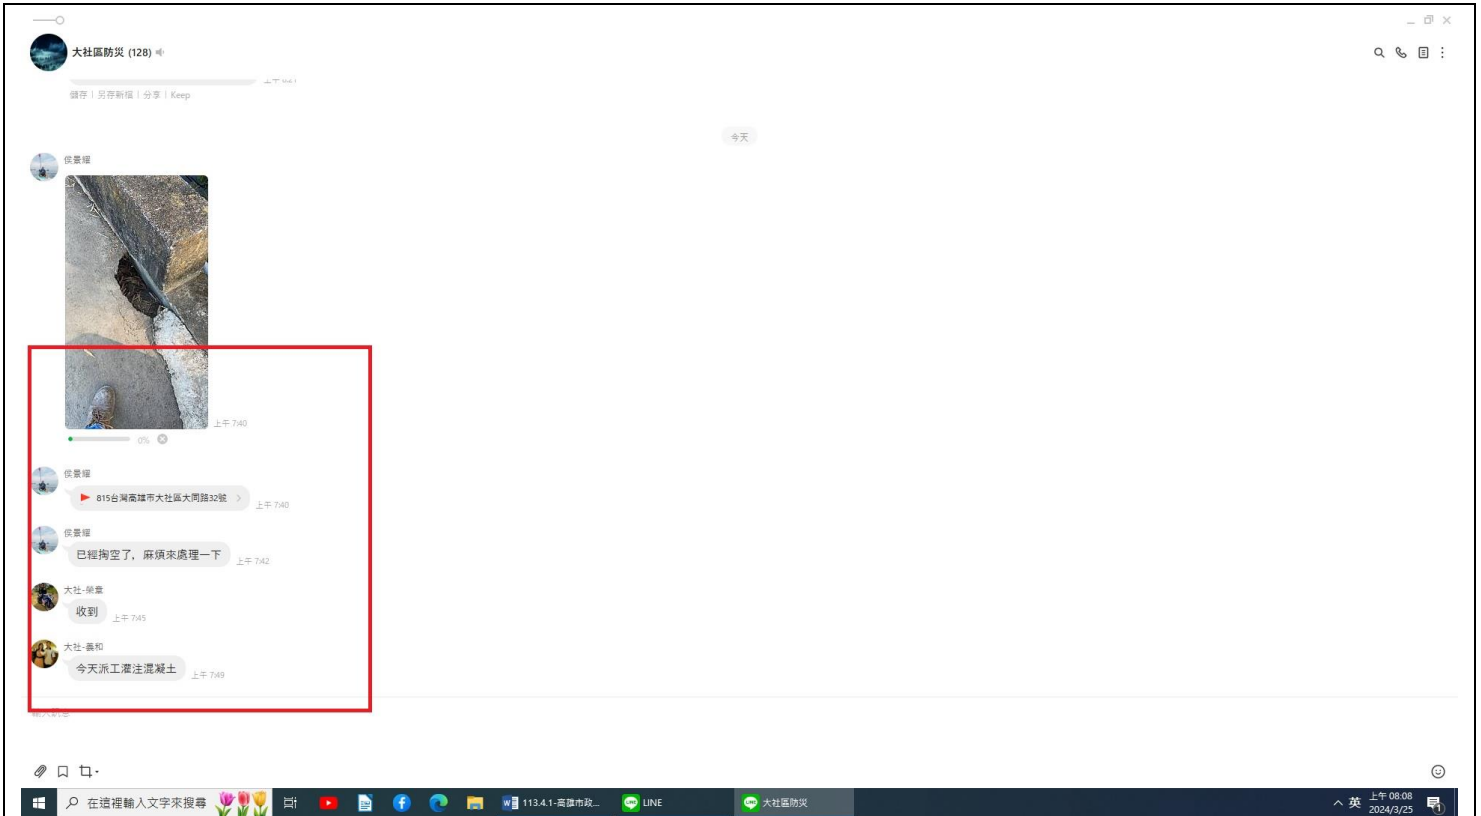 大社區防災 (128)
儲存 | 另存新檔 | 分享 | Keep
今天
侯景耀
上午 7:40
0%
侯景耀
815台灣高雄市大社區大同路32號
上午 7:40
侯景耀
已經掏空了，麻煩來處理一下
上午 7:42
大社-榮章
收到
上午 7:45
大社-義和
今天派工灌注混凝土
上午 7:49
在這裡輸入文字來搜尋
113.4.1-高雄市政...
LINE
大社區防災
英
上午 08:08
2024/3/25
1